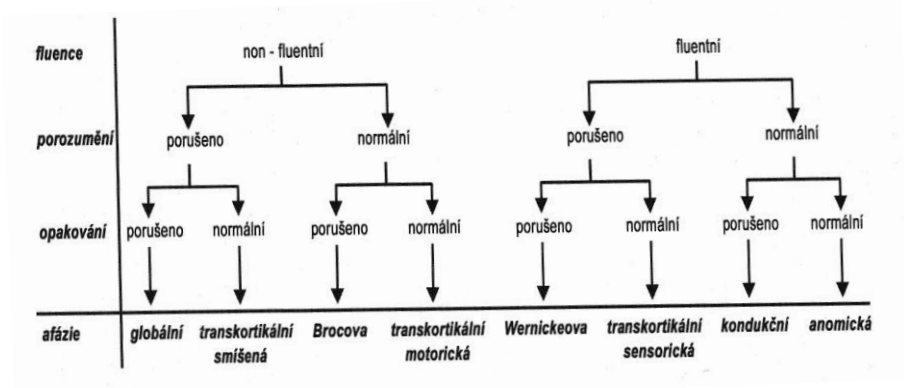 fluence non - fluentní fluentní
porozumění porušeno normální porušeno normální
opakování porušeno normální porušeno normální porušeno normální porušeno normální
afázie globální transkortikální Brocova transkortikální Wernickeova transkortikální kondukční anomická
smíšená motorická sensorická